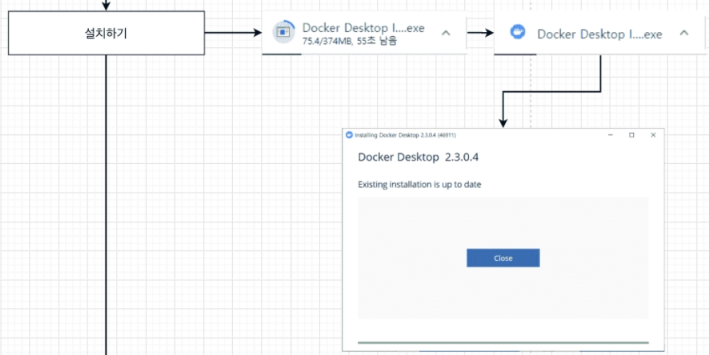 설치하기
Docker Desktop I....exe
75.4/374MB, 55초 남음
Docker Desktop I....exe
Installing Docker Desktop 2.3.0.4 (46911)
Docker Desktop 2.3.0.4
Existing installation is up to date
Close